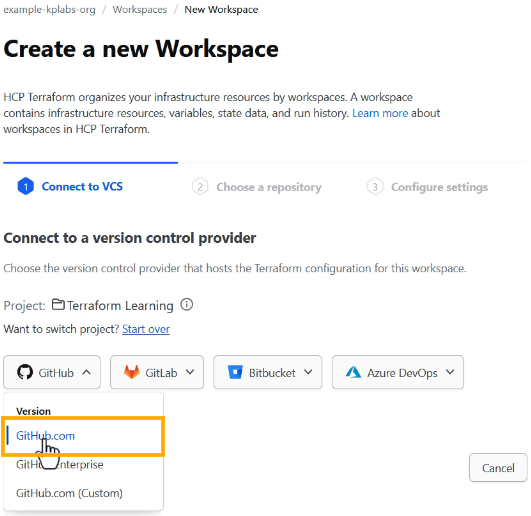 example-kplabs-org / Workspaces / New Workspace
Create a new Workspace
HCP Terraform organizes your infrastructure resources by workspaces. A workspace
contains infrastructure resources, variables, state data, and run history. Learn more about
workspaces in HCP Terraform.
1 Connect to VCS
2 Choose a repository
3 Configure settings
Connect to a version control provider
Choose the version control provider that hosts the Terraform configuration for this workspace.
Project: Terraform Learning
Want to switch project? Start over
GitHub
GitLab
Bitbucket
Azure DevOps
Version
GitHub.com
GitHub Enterprise
GitHub.com (Custom)
Cancel